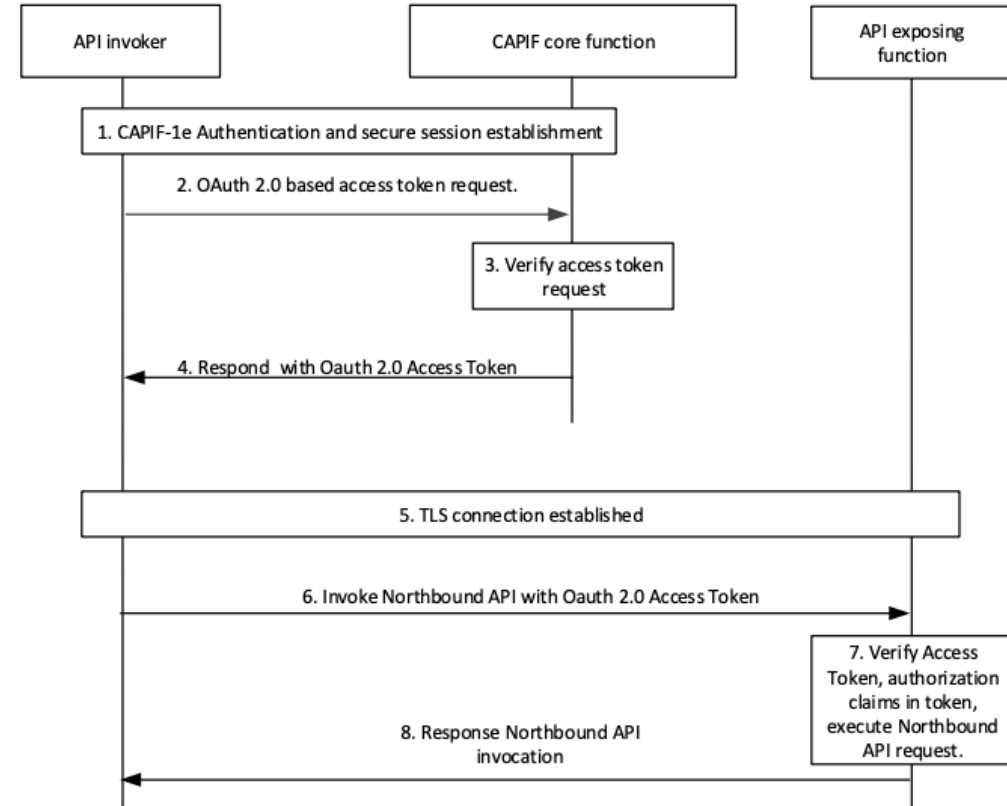 API invoker
CAPIF core function
API exposing
function
1. CAPIF-1e Authentication and secure session establishment
2. OAuth 2.0 based access token request.
3. Verify access token
request
4. Respond with Oauth 2.0 Access Token
5. TLS connection established
6. Invoke Northbound API with Oauth 2.0 Access Token
7. Verify Access
Token, authorization
claims in token,
execute Northbound
API request.
8. Response Northbound API
invocation